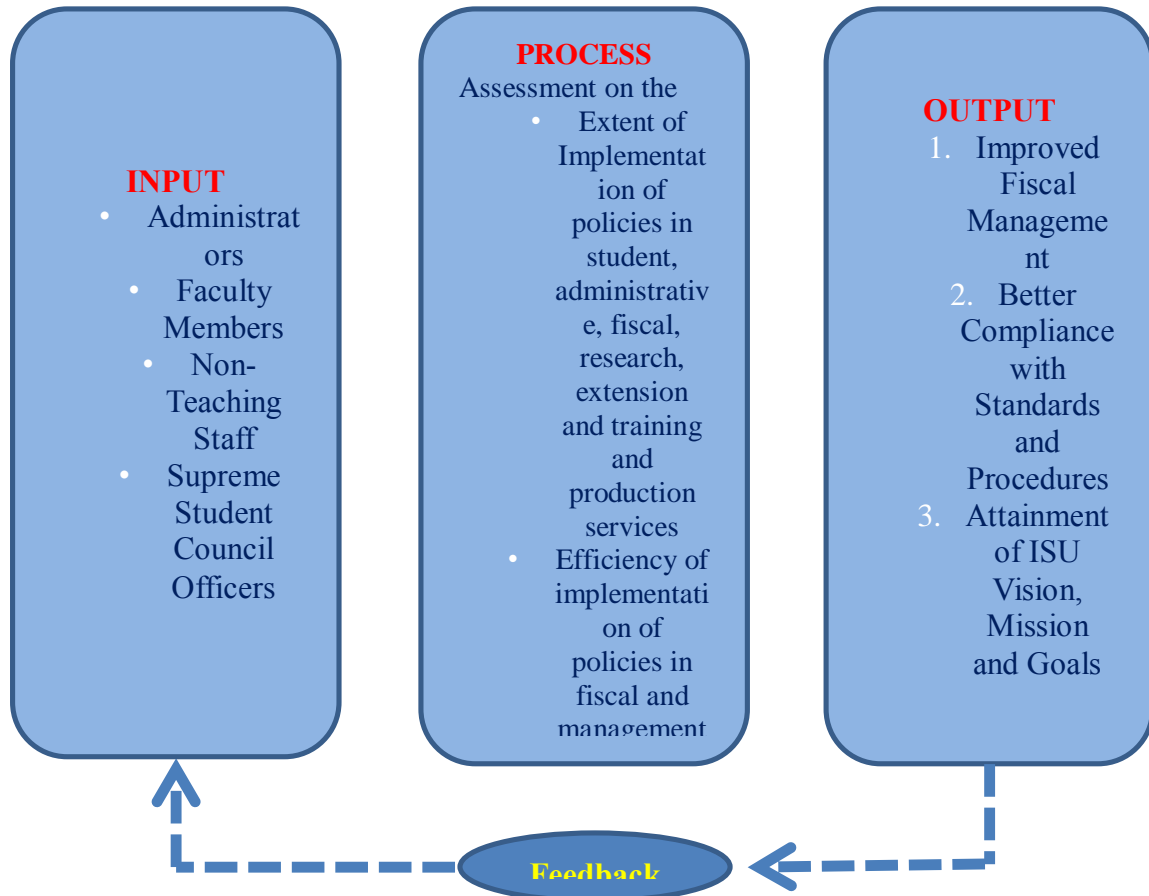 INPUT
• Administrat
ors
• Faculty
Members
• Non-
Teaching
Staff
• Supreme
Student
Council
Officers
PROCESS
Assessment on the
• Extent of
Implementat
ion of
policies in
student,
administrativ
e, fiscal,
research,
extension
and training
and
production
services
• Efficiency of
implementati
on of
policies in
fiscal and
management
OUTPUT
1. Improved
Fiscal
Manageme
nt
2. Better
Compliance
with
Standards
and
Procedures
3. Attainment
of ISU
Vision,
Mission
and Goals
Feedback